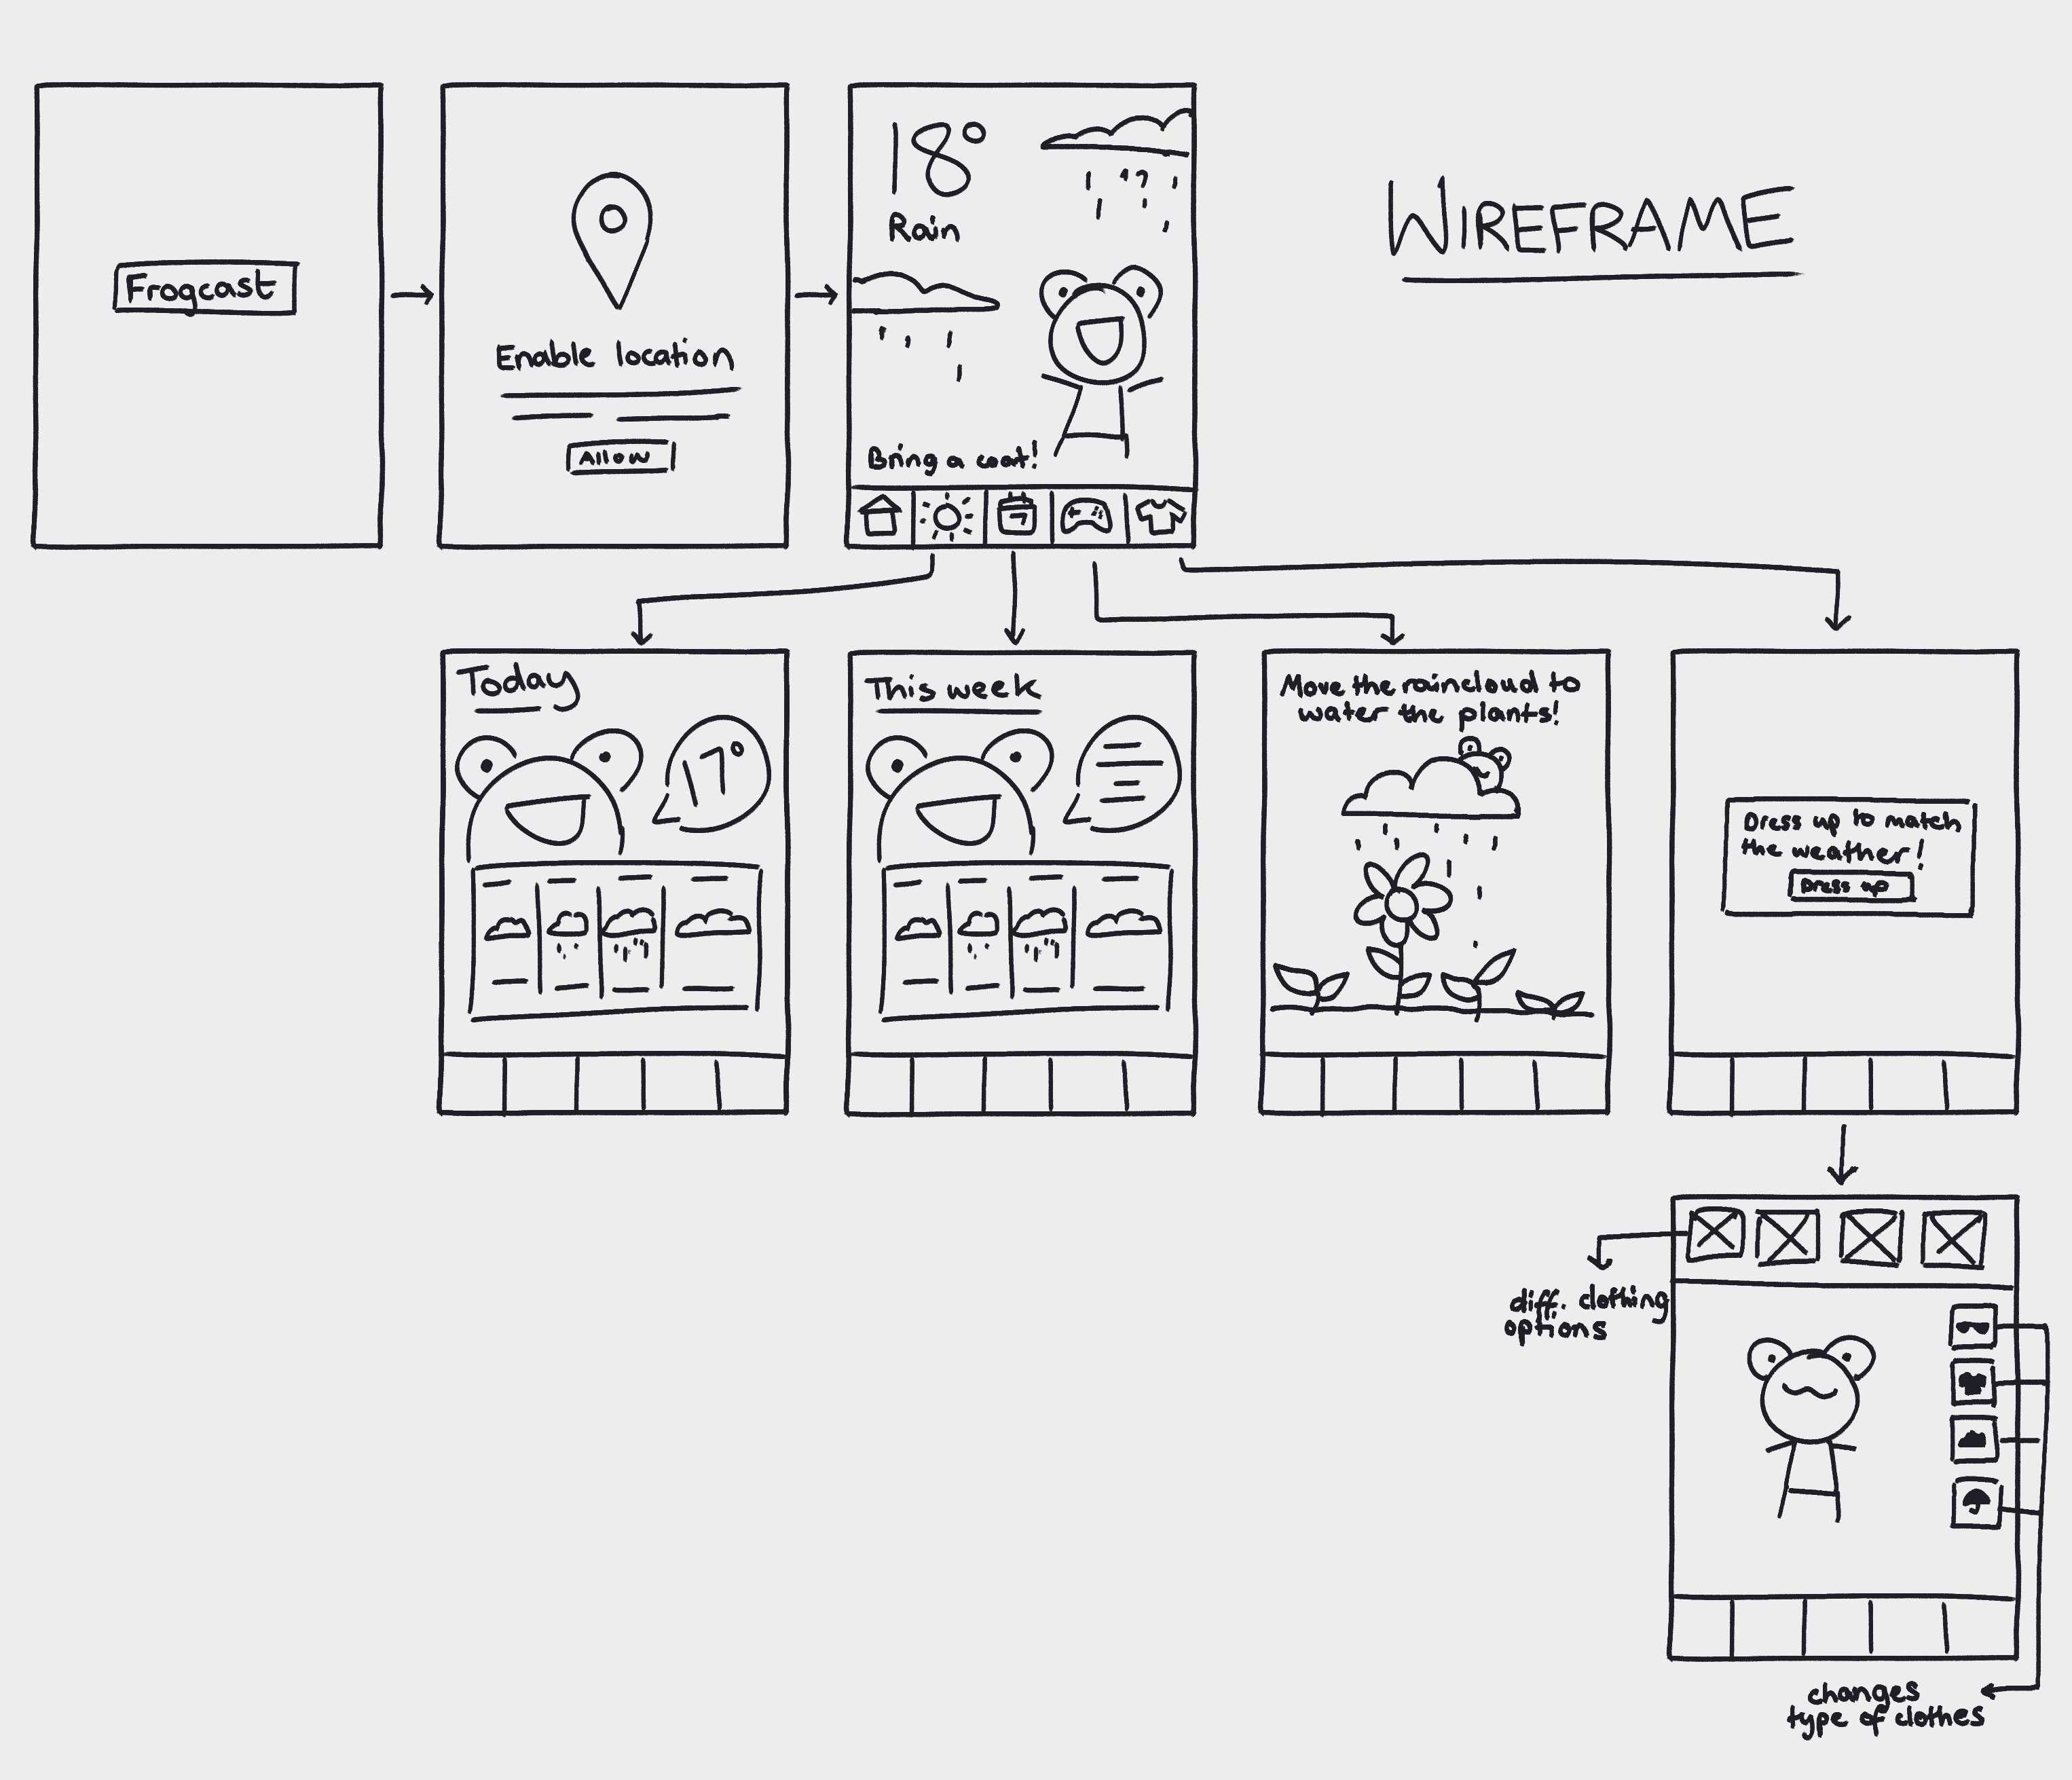 WIREFRAME
Frogcast
Enable location
Allow
18°
Rain
Bring a coat!
7
Today
17°
This week
Move the raincloud to
water the plants!
Dress up to match
the weather!
Dress up
diff. clothing
options
changes
type of clothes